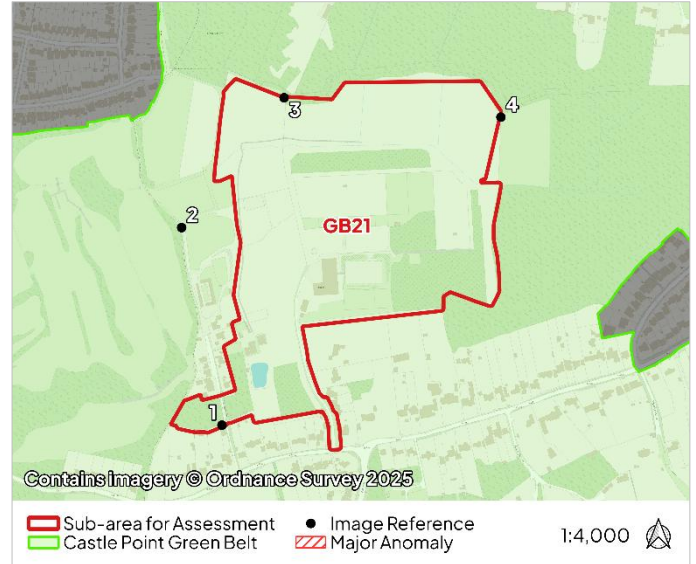 3
4
2
GB21
1
Contains imagery © Ordnance Survey 2025
Sub-area for Assessment
Image Reference
Castle Point Green Belt
Major Anomaly
1:4,000